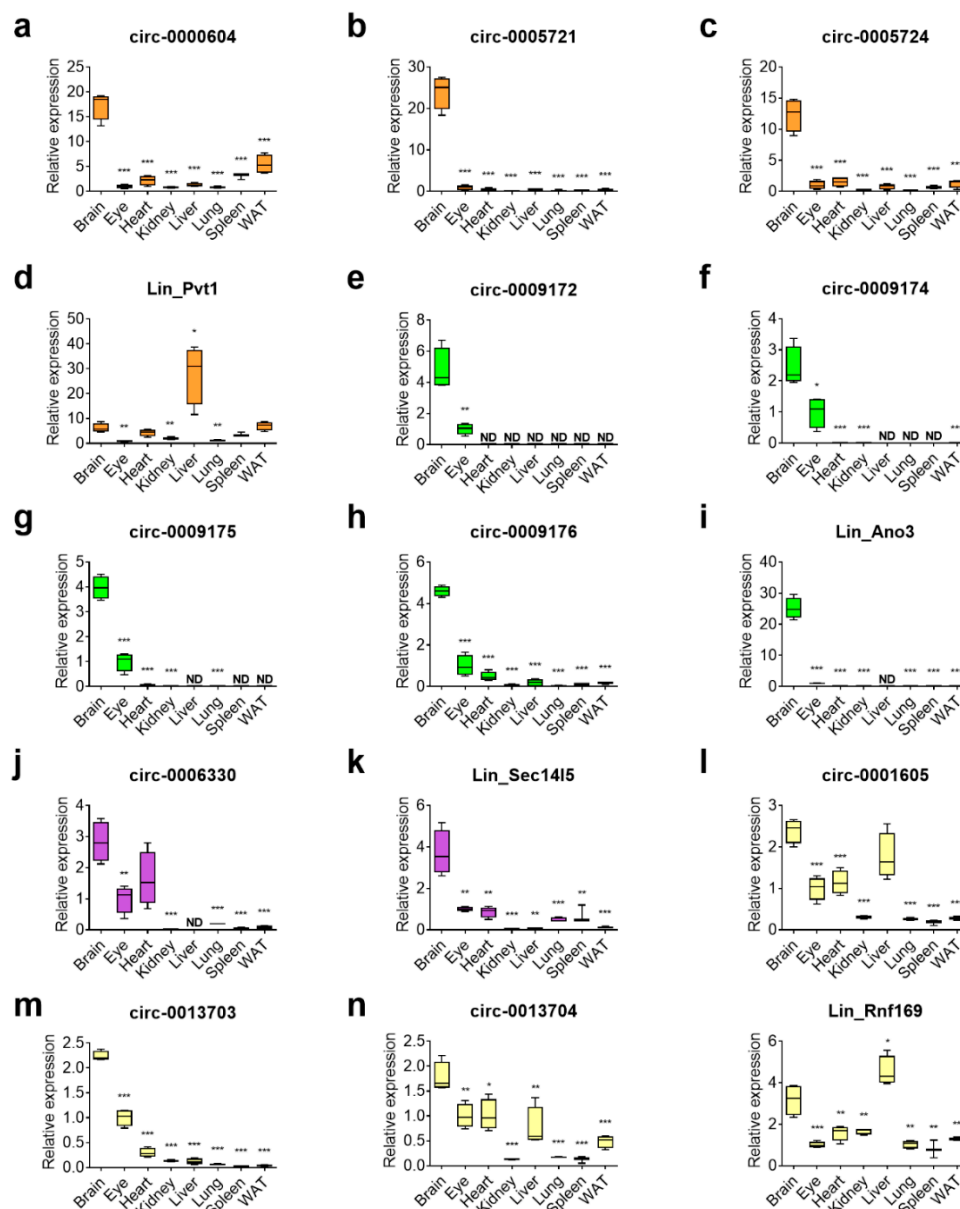 a
circ-0000604
Relative expression
25
20
15
10
5
0
*** *** *** *** *** *** ***
Brain Eye Heart Kidney Liver Lung Spleen WAT
b
circ-0005721
Relative expression
30
20
10
0
*** *** *** *** *** *** ***
Brain Eye Heart Kidney Liver Lung Spleen WAT
c
circ-0005724
Relative expression
20
15
10
5
0
*** *** *** *** *** *** ***
Brain Eye Heart Kidney Liver Lung Spleen WAT
d
Lin_Pvt1
Relative expression
50
40
30
20
10
0
** ** * **
Brain Eye Heart Kidney Liver Lung Spleen WAT
e
circ-0009172
Relative expression
8
6
4
2
0
** ND ND ND ND ND ND
Brain Eye Heart Kidney Liver Lung Spleen WAT
f
circ-0009174
Relative expression
4
3
2
1
0
* *** *** ND ND ND ***
Brain Eye Heart Kidney Liver Lung Spleen WAT
g
circ-0009175
Relative expression
5
4
3
2
1
0
*** *** *** ND *** ND ND
Brain Eye Heart Kidney Liver Lung Spleen WAT
h
circ-0009176
Relative expression
6
4
2
0
*** *** *** *** *** *** ***
Brain Eye Heart Kidney Liver Lung Spleen WAT
i
Lin_Ano3
Relative expression
40
30
20
10
0
*** *** *** ND *** *** ***
Brain Eye Heart Kidney Liver Lung Spleen WAT
j
circ-0006330
Relative expression
4
3
2
1
0
** *** ND *** *** ***
Brain Eye Heart Kidney Liver Lung Spleen WAT
k
Lin_Sec14l5
Relative expression
6
4
2
0
** ** *** ** *** ** ***
Brain Eye Heart Kidney Liver Lung Spleen WAT
l
circ-0001605
Relative expression
3
2
1
0
*** *** *** *** *** ***
Brain Eye Heart Kidney Liver Lung Spleen WAT
m
circ-0013703
Relative expression
2.5
2.0
1.5
1.0
0.5
0.0
*** *** *** *** *** *** ***
Brain Eye Heart Kidney Liver Lung Spleen WAT
n
circ-0013704
Relative expression
2.5
2.0
1.5
1.0
0.5
0.0
** * *** ** *** *** ***
Brain Eye Heart Kidney Liver Lung Spleen WAT
Lin_Rnf169
Relative expression
6
4
2
0
*** ** ** * ** **
Brain Eye Heart Kidney Liver Lung Spleen WAT